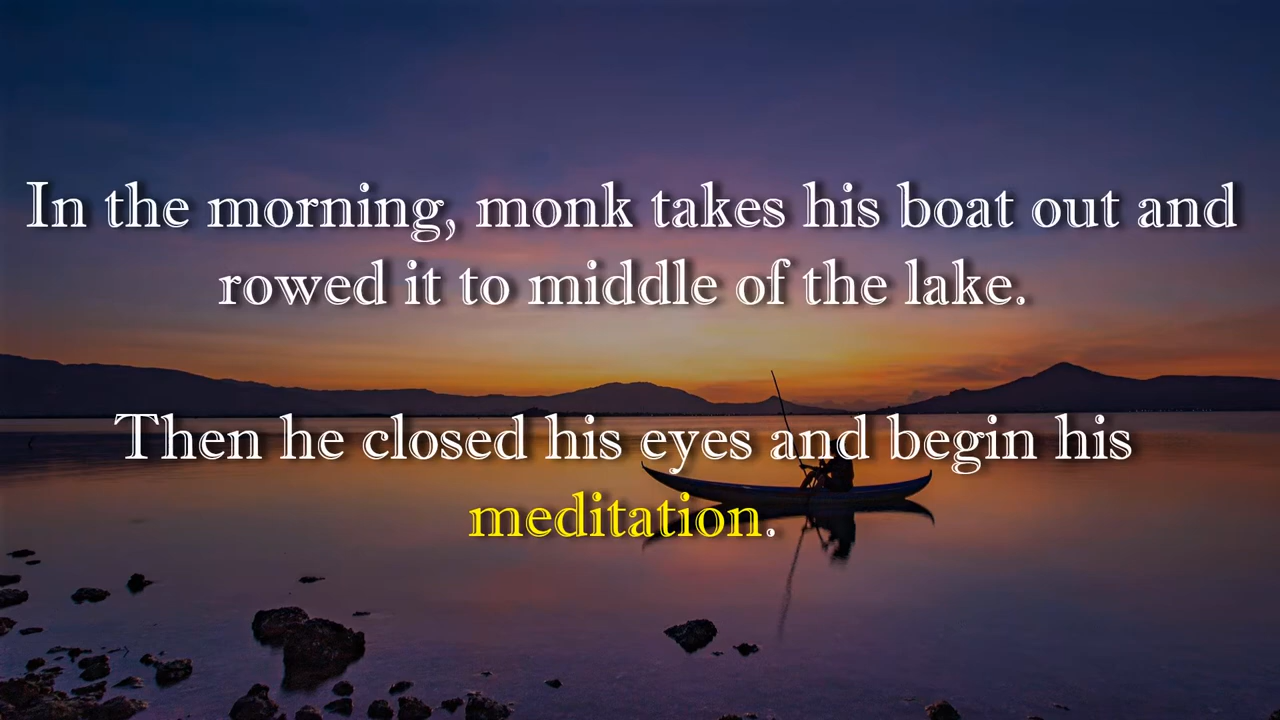 In the morning, monk takes his boat out and
rowed it to middle of the lake.
Then he closed his eyes and begin his
meditation.